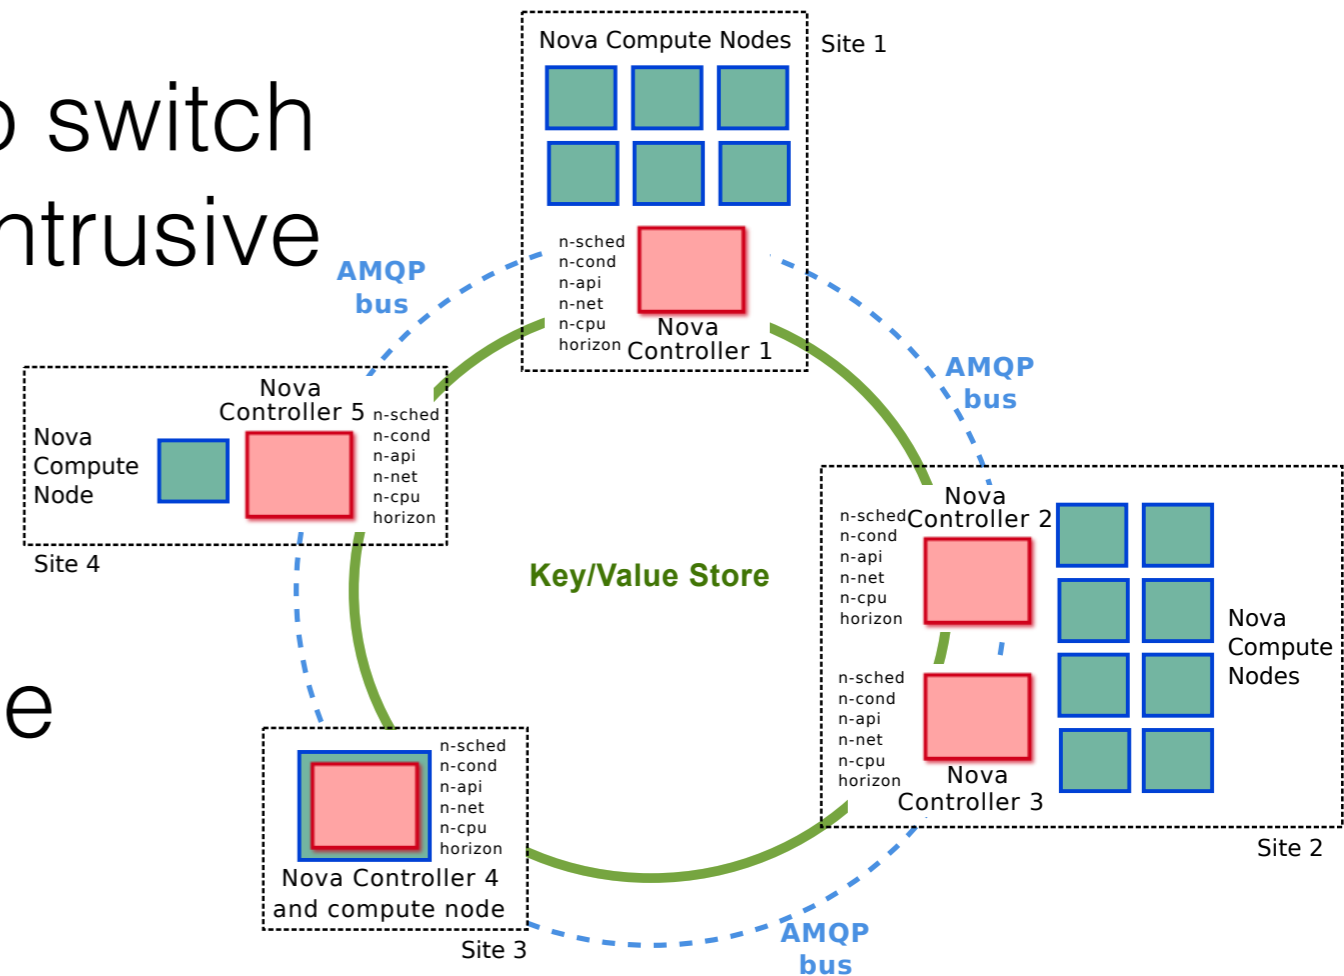 Nova Compute Nodes
Site 1
switch
n-sched
n-cond
n-api
n-net
n-cpu
horizon
Nova
Controller 1
AMQP
bus
AMQP
bus
Nova
Controller 5
n-sched
n-cond
n-api
n-net
n-cpu
horizon
Nova
Compute
Node
Site 4
Key/Value Store
Nova
Controller 2
n-sched
n-cond
n-api
n-net
n-cpu
horizon
n-sched
n-cond
n-api
n-net
n-cpu
horizon
Nova
Controller 3
Nova
Compute
Nodes
Site 2
n-sched
n-cond
n-api
n-net
n-cpu
horizon
Nova Controller 4
and compute node
Site 3
AMQP
bus